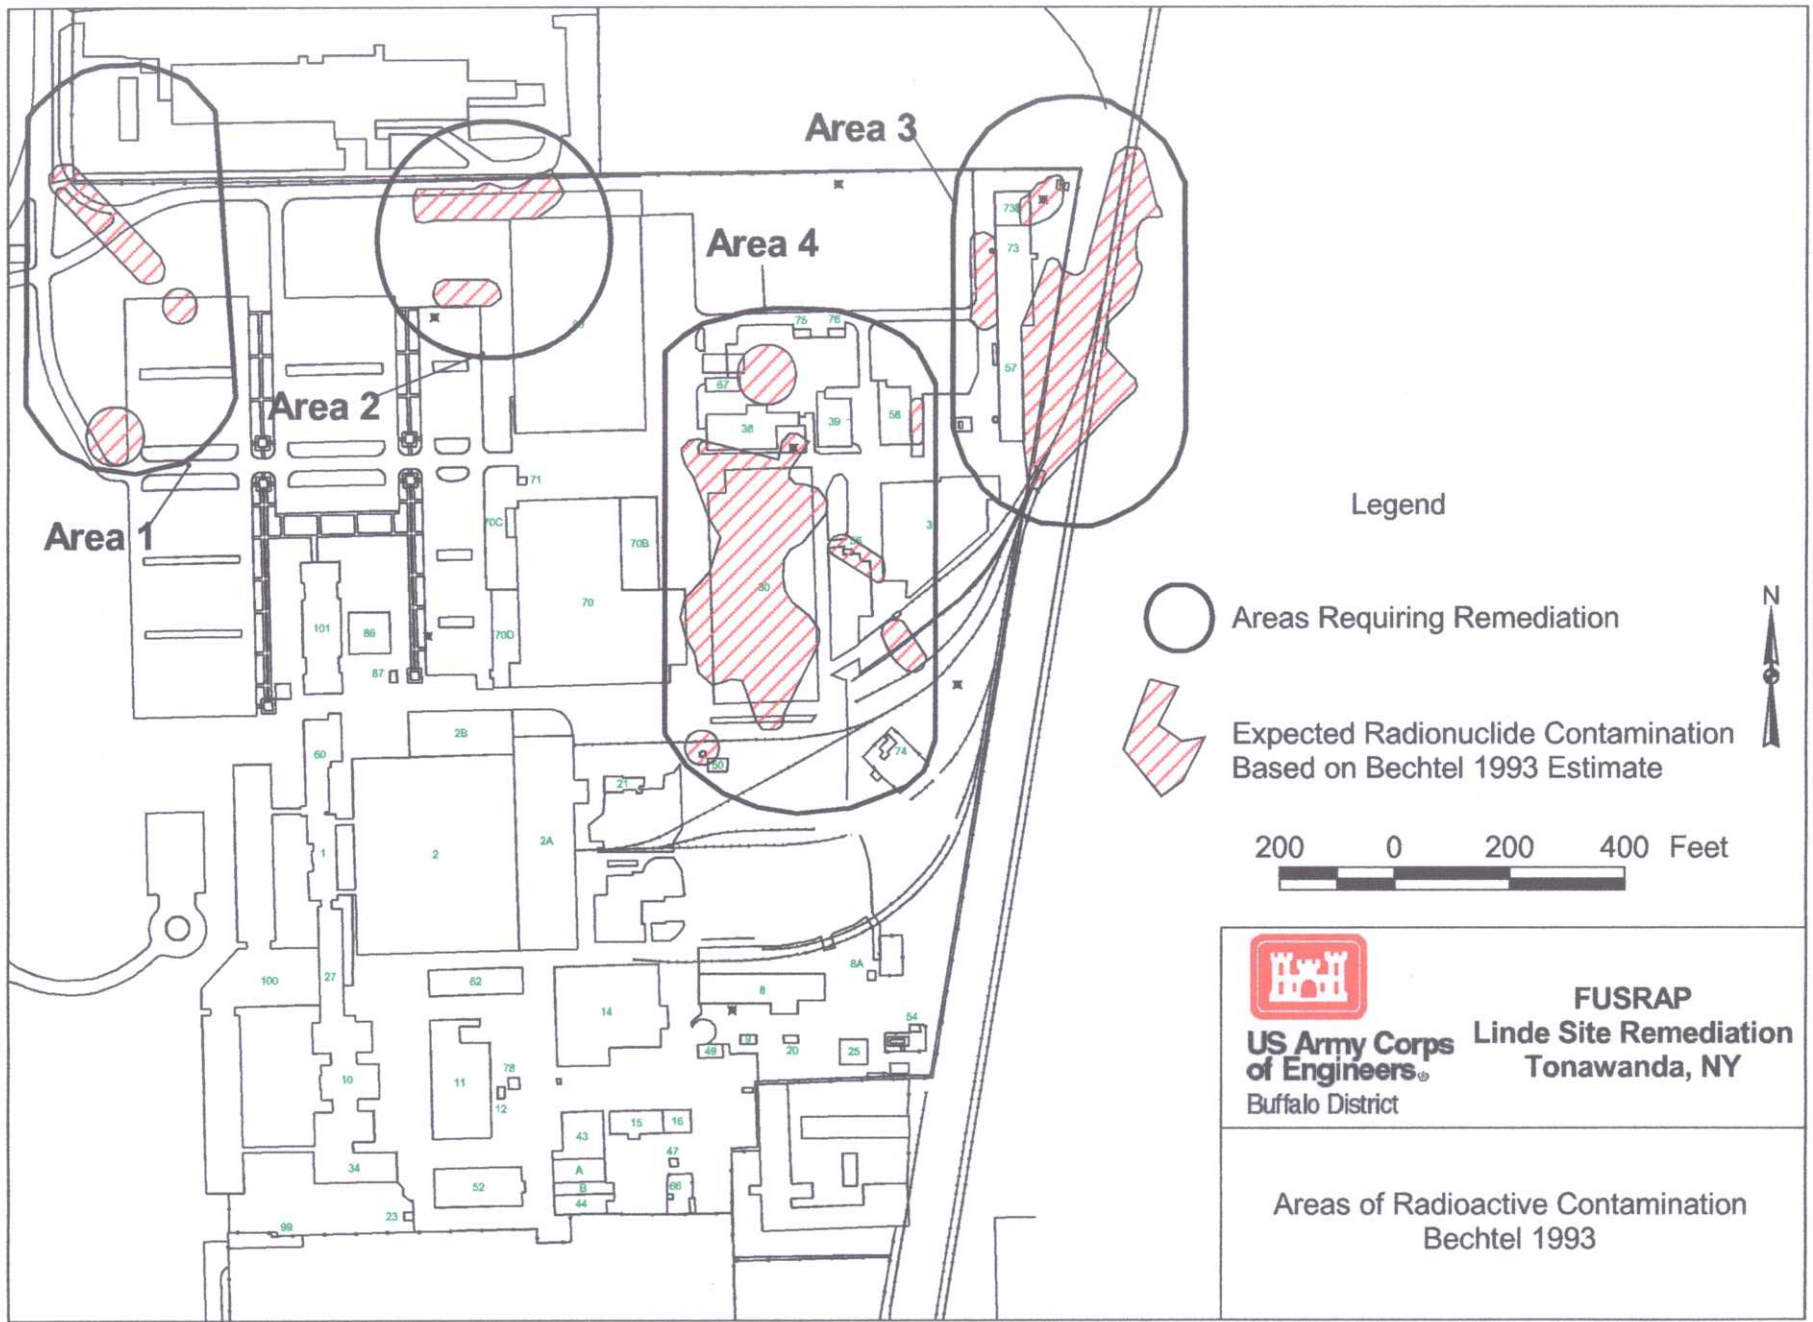 Area 3
73B
Area 4
73
75
76
57
67
Area 2
38
39
58
71
70C
70B
Area 1
3
30
70
101
86
70D
87
2B
60
74
50
21
2A
2
1
8A
27
100
62
8
14
54
9
49
20
25
10
11
78
12
15
16
43
47
34
A
66
52
B
44
23
99
Legend
Areas Requiring Remediation
N
Expected Radionuclide Contamination
Based on Bechtel 1993 Estimate
200 0 200 400 Feet
US Army Corps
of Engineers
Buffalo District
FUSRAP
Linde Site Remediation
Tonawanda, NY
Areas of Radioactive Contamination
Bechtel 1993